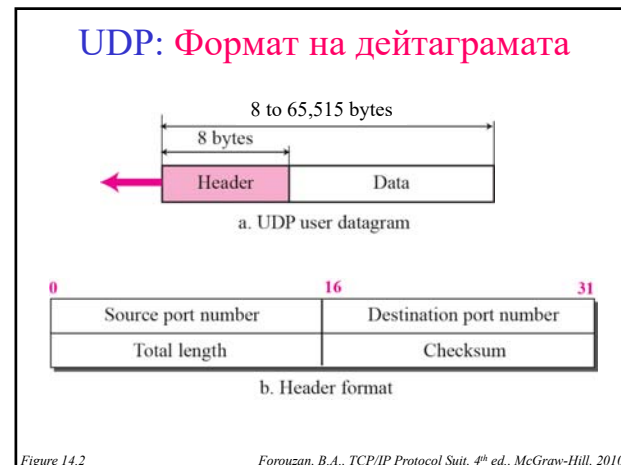 UDP: Формат на дейтаграмата
8 to 65,515 bytes
8 bytes
Header Data
a. UDP user datagram
0 16 31
Source port number Destination port number
Total length Checksum
b. Header format
Figure 14.2 Forouzan, B.A., TCP/IP Protocol Suit, 4th ed., McGraw-Hill, 2010